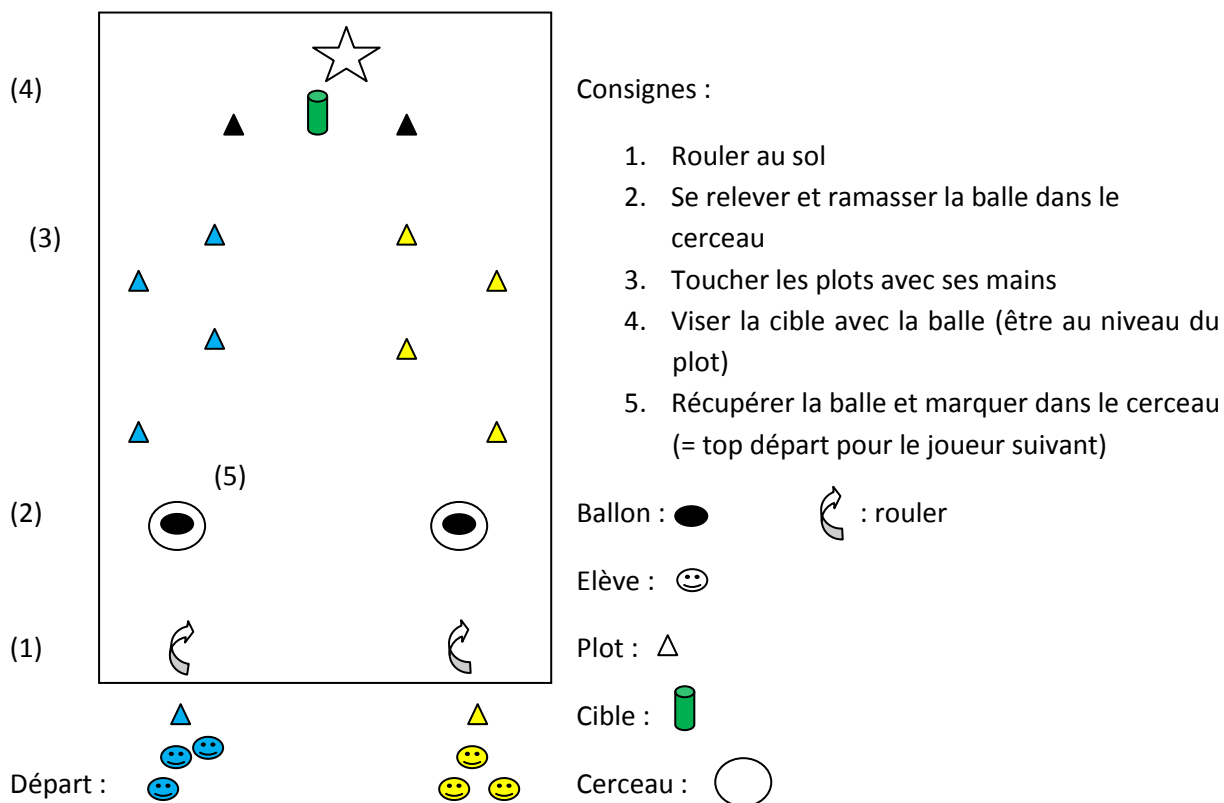 (4)
Consignes :
1. Rouler au sol
2. Se relever et ramasser la balle dans le
cerceau
(3)
3. Toucher les plots avec ses mains
4. Viser la cible avec la balle (être au niveau du
plot)
5. Récupérer la balle et marquer dans le cerceau
(= top départ pour le joueur suivant)
(5)
(2)
Ballon :
: rouler
Elève :
(1)
Plot :
Cible :
Départ :
Cerceau :